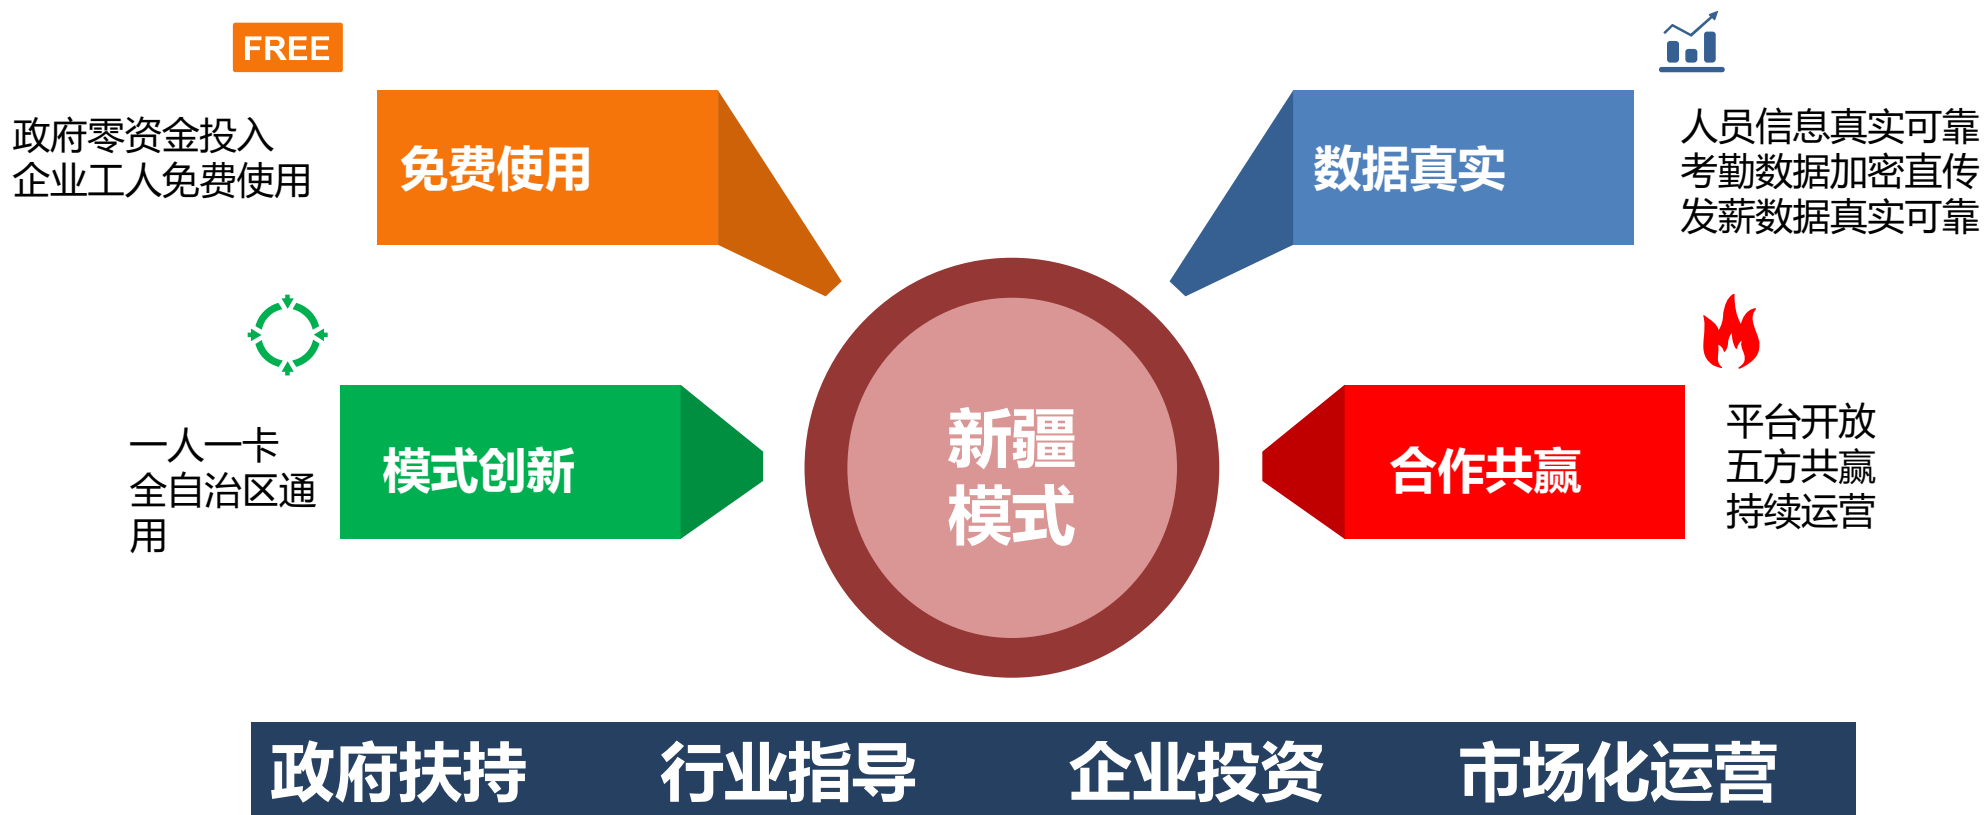 FREE
政府零资金投入
企业工人免费使用
免费使用
数据真实
人员信息真实可靠
考勤数据加密直传
发薪数据真实可靠
一人一卡
全自治区通
用
模式创新
新疆
模式
合作共赢
平台开放
五方共赢
持续运营
政府扶持 行业指导 企业投资 市场化运营